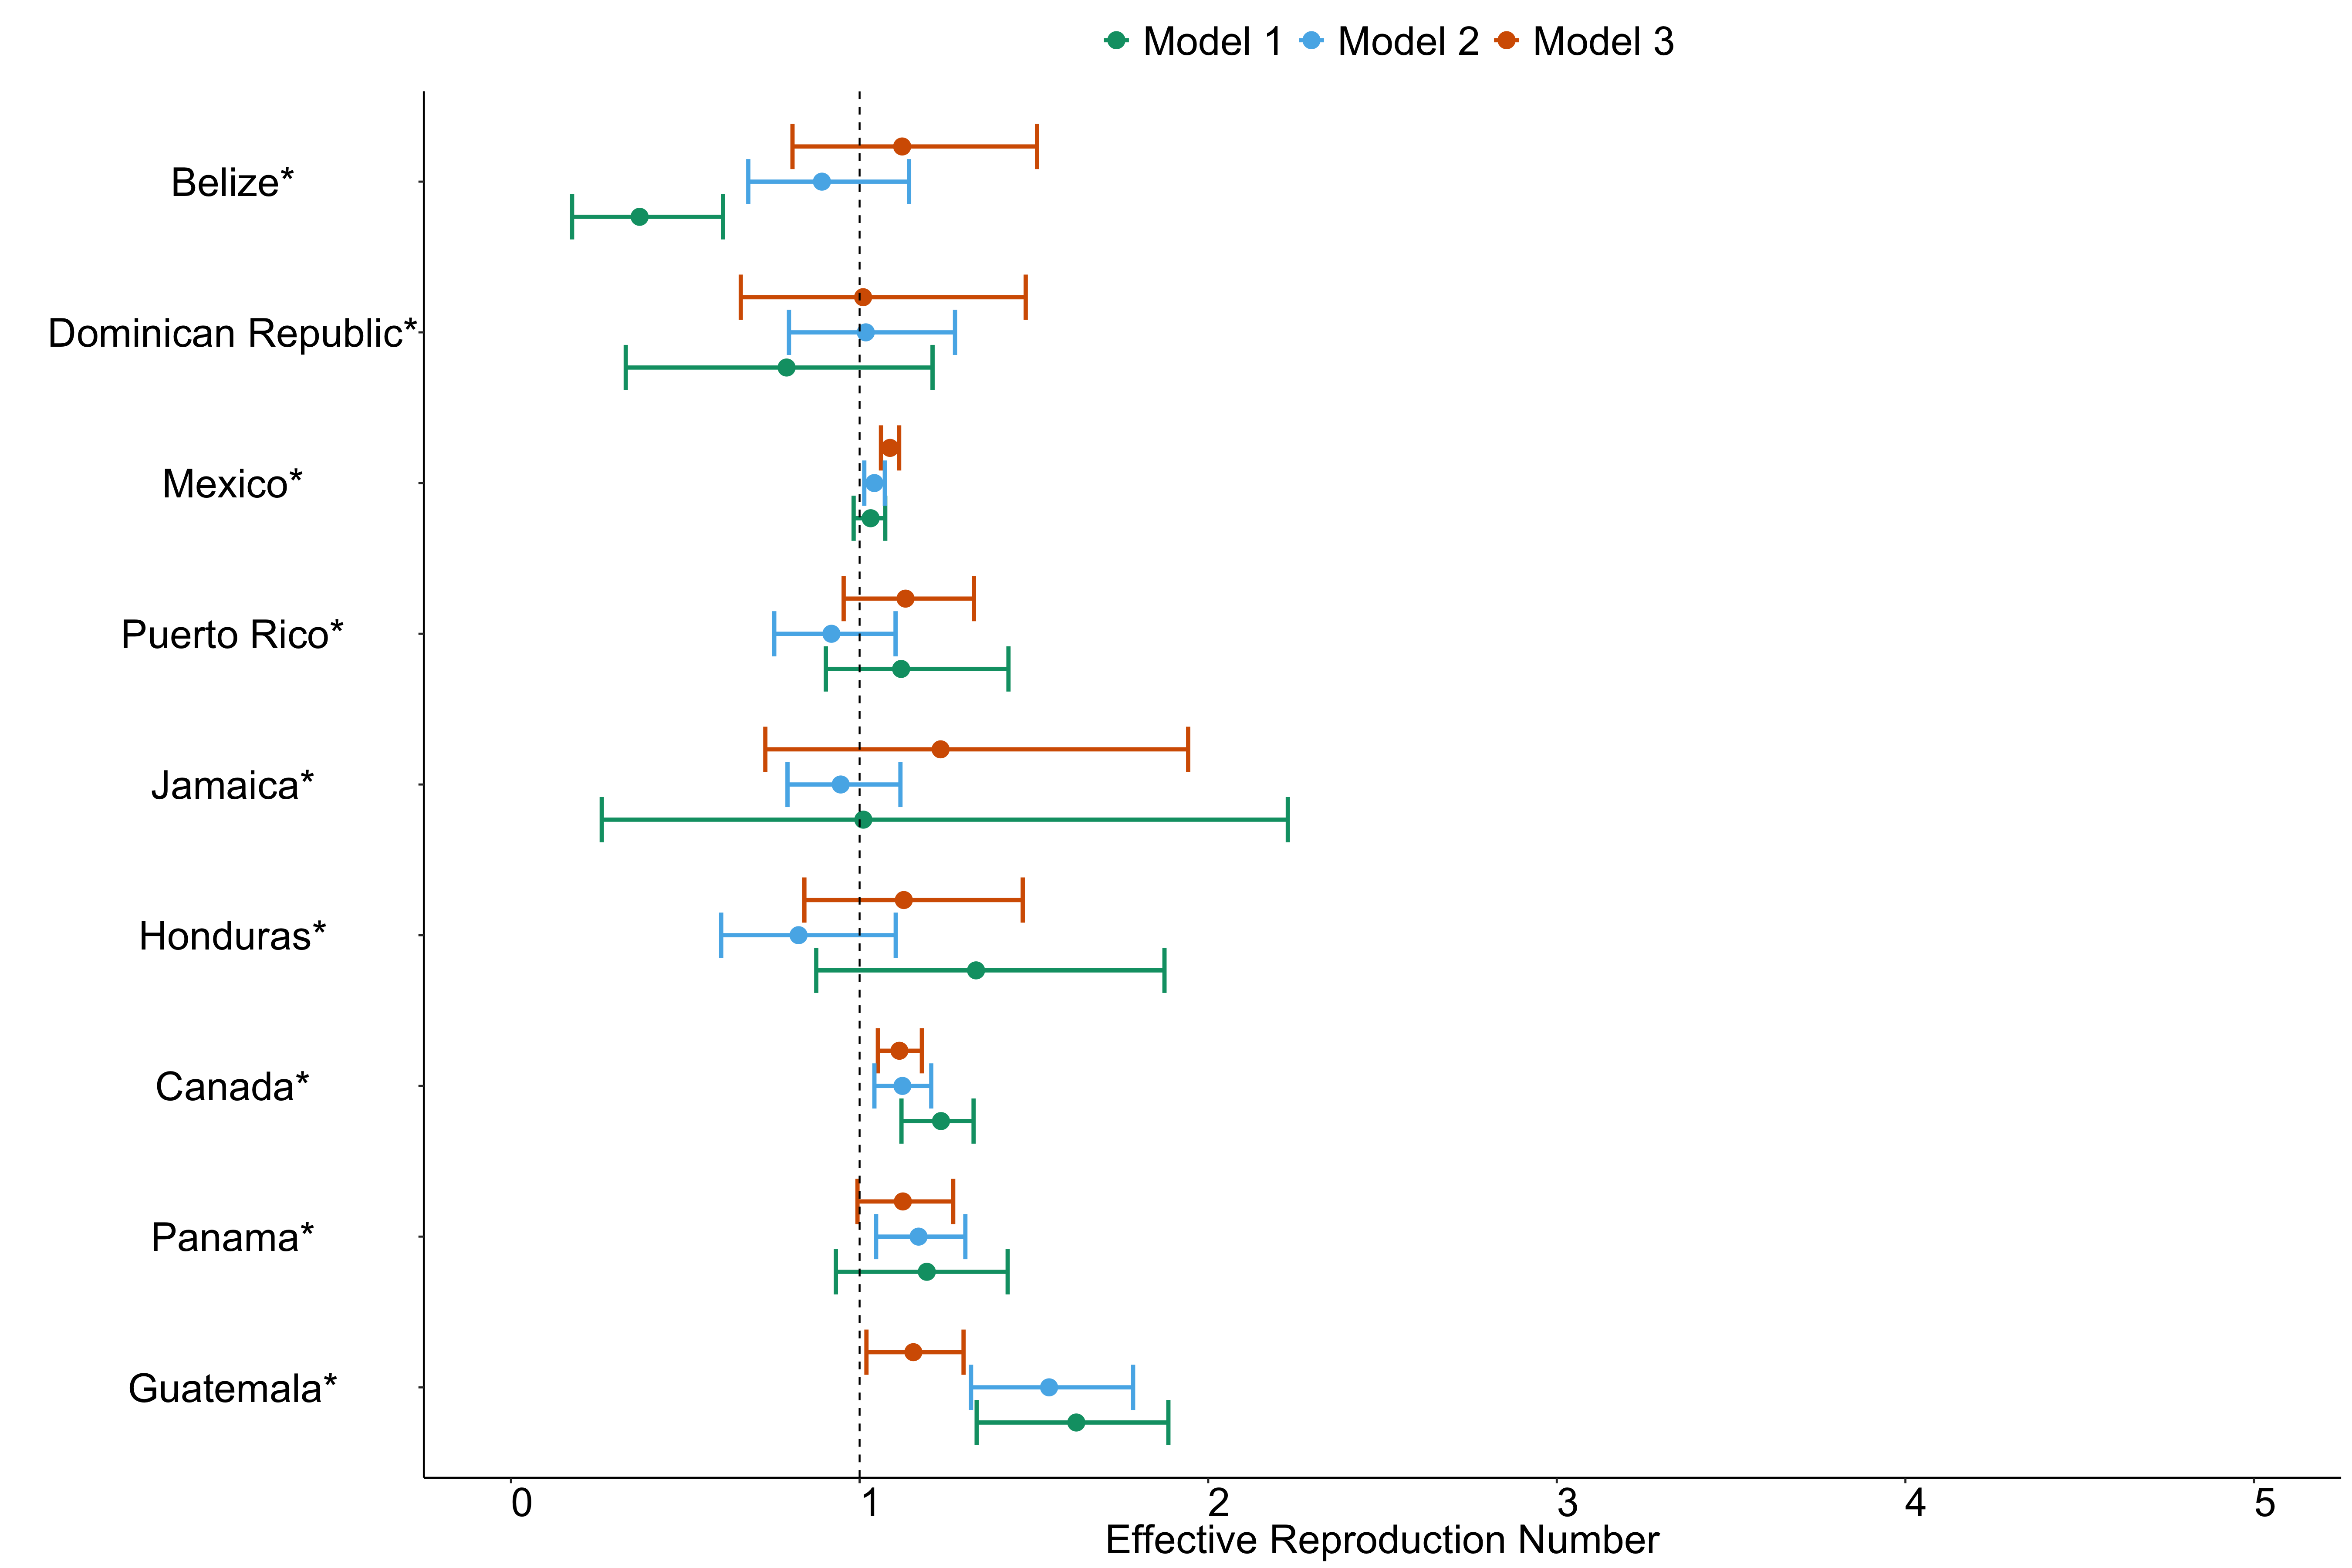 Model 1 Model 2 Model 3
Belize*
Dominican Republic*
Mexico*
Puerto Rico*
Jamaica*
Honduras*
Canada*
Panama*
Guatemala*
0 1 2 3 4 5
Effective Reproduction Number